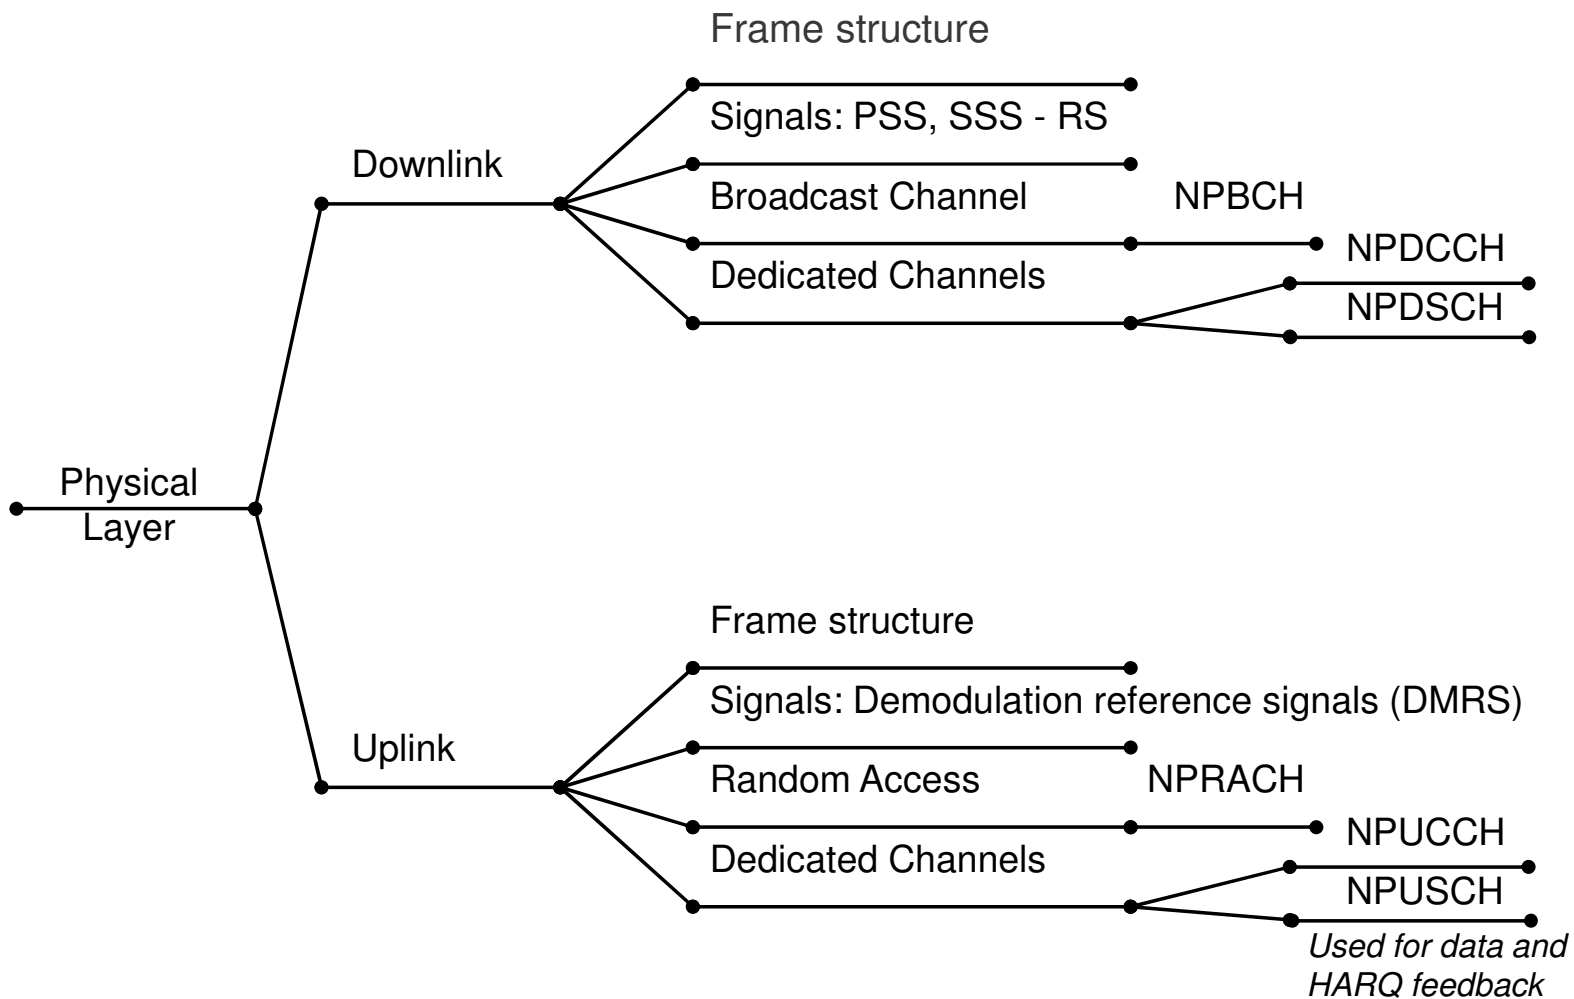 Frame structure
Signals: PSS, SSS - RS
Downlink
Broadcast Channel
NPBCH
NPDCCH
Dedicated Channels
NPDSCH
Physical
Layer
Frame structure
Signals: Demodulation reference signals (DMRS)
Uplink
Random Access
NPRACH
NPUCCH
Dedicated Channels
NPUSCH
Used for data and
HARQ feedback